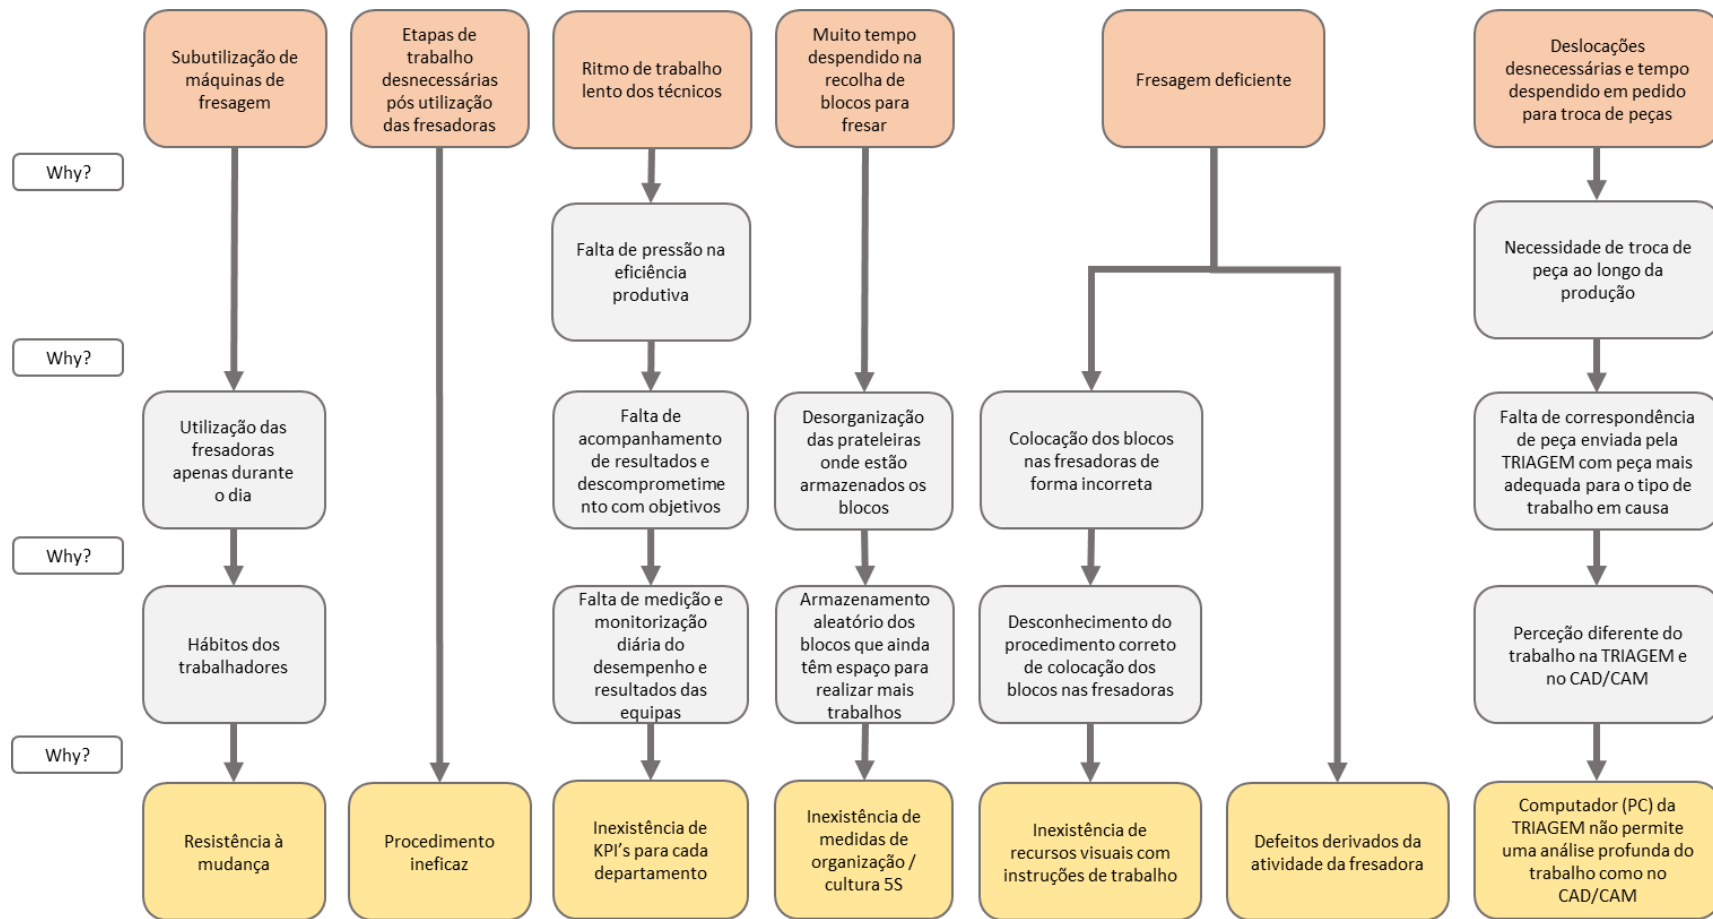 Subutilização de
máquinas de
fresagem
Etapas de
trabalho
desnecessárias
pós utilização
das fresadoras
Ritmo de trabalho
lento dos técnicos
Muito tempo
despendido na
recolha de
blocos para
fresar
Fresagem deficiente
Deslocações
desnecessárias e tempo
despendido em pedido
para troca de peças
Why?
Falta de pressão na
eficiência
produtiva
Necessidade de troca de
peça ao longo da
produção
Why?
Utilização das
fresadoras
apenas durante
o dia
Falta de
acompanhamento
de resultados e
descomprometime
nto com objetivos
Desorganização
das prateleiras
onde estão
armazenados os
blocos
Colocação dos blocos
nas fresadoras de
forma incorreta
Falta de correspondência
de peça enviada pela
TRIAGEM com peça mais
adequada para o tipo de
trabalho em causa
Why?
Hábitos dos
trabalhadores
Falta de medição e
monitorização
diária do
desempenho e
resultados das
equipas
Armazenamento
aleatório dos
blocos que ainda
têm espaço para
realizar mais
trabalhos
Desconhecimento do
procedimento correto
de colocação dos
blocos nas fresadoras
Perceção diferente do
trabalho na TRIAGEM e
no CAD/CAM
Why?
Resistência à
mudança
Procedimento
ineficaz
Inexistência de
KPI's para cada
departamento
Inexistência de
medidas de
organização /
cultura 5S
Inexistência de
recursos visuais com
instruções de trabalho
Defeitos derivados da
atividade da fresadora
Computador (PC) da
TRIAGEM não permite
uma análise profunda do
trabalho como no
CAD/CAM